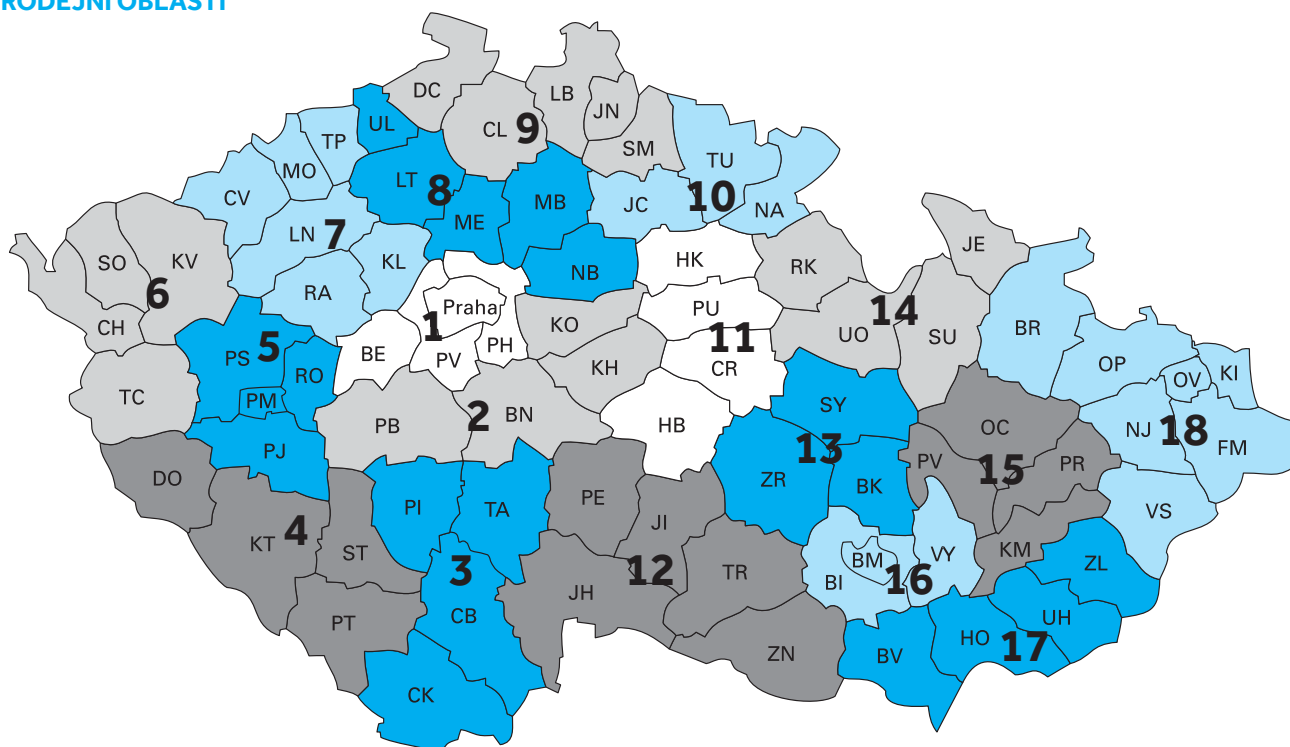 RODEJNÍ OBLASTI
DC
LB
JN
UL
CL
9
TP
SM
MO
TU
LT
8
CV
10
MB
JC
NA
ME
LN
7
JE
SO
KV
KL
HK
RK
NB
6
RA
Praha
PU
14
CH
1
KO
BR
5
PS
BE
PV
PH
11
UO
SU
OP
RO
KH
CR
OV
KI
TC
PM
2
BN
SY
PB
HB
OC
NJ
18
FM
PJ
13
DO
ZR
PV
15
PR
BK
PI
TA
PE
VS
KT
4
ST
JI
BM
VY
KM
3
12
TR
BI
16
ZL
JH
CB
PT
UH
HO
17
ZN
BV
CK